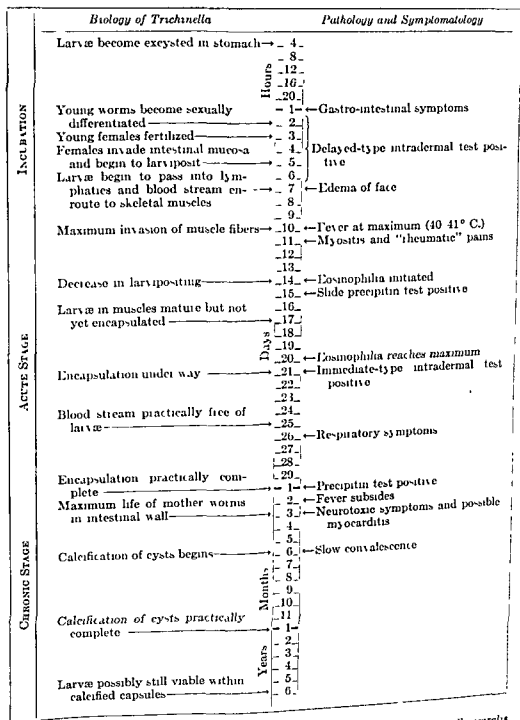 Biology of Trichinella
Pathology and Symptomatology
INCUBATION
ACUTE STAGE
CHRONIC STAGE
Hours
Days
Months
Years
Larvæ become excysted in stomach
4
8
12
16
20
Young worms become sexually
differentiated
1
Gastro-intestinal symptoms
2
Young females fertilized
3
Females invade intestinal mucosa
4
Delayed-type intradermal test posi-
tive
and begin to larviposit
5
Larvæ begin to pass into lym-
6
phatics and blood stream en-
7
Edema of face
route to skeletal muscles
8
9
Maximum invasion of muscle fibers
10
Fever at maximum (40 41° C.)
11
Myositis and "rheumatic" pains
12
13
Decrease in larvipositing
14
Eosinophilia initiated
15
Slide precipitin test positive
Larvæ in muscles mature but not
16
yet encapsulated
17
18
19
20
Eosinophilia reaches maximum
Encapsulation under way
21
Immediate-type intradermal test
positive
22
23
Blood stream practically free of
24
larvæ
25
26
Respiratory symptoms
27
28
Encapsulation practically com-
29
plete
1
Precipitin test positive
Maximum life of mother worms
2
Fever subsides
in intestinal wall
3
Neurotoxic symptoms and possible
myocarditis
4
5
Calcification of cysts begins
6
Slow convalescence
7
8
9
10
Calcification of cysts practically
11
complete
1
2
3
4
Larvæ possibly still viable within
5
calcified capsules
6